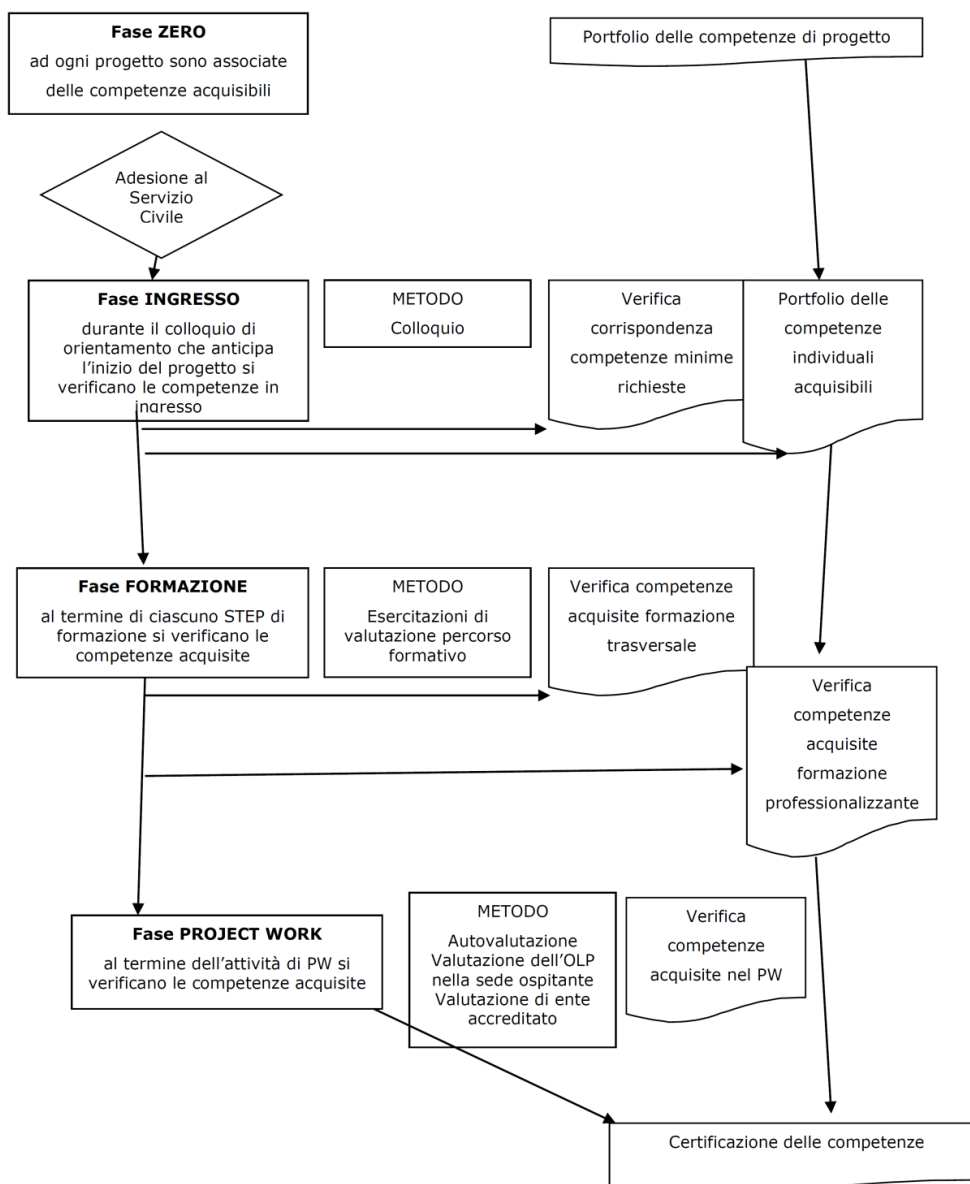 Fase ZERO
ad ogni progetto sono associate
delle competenze acquisibili
Portfolio delle competenze di progetto
Adesione al
Servizio
Civile
Fase INGRESSO
durante il colloquio di
orientamento che anticipa
l’inizio del progetto si
verificano le competenze in
ingresso
METODO
Colloquio
Verifica
corrispondenza
competenze minime
richieste
Portfolio delle
competenze
individuali
acquisibili
Fase FORMAZIONE
al termine di ciascuno STEP di
formazione si verificano le
competenze acquisite
METODO
Esercitazioni di
valutazione percorso
formativo
Verifica competenze
acquisite formazione
trasversale
Verifica
competenze
acquisite
formazione
professionalizzante
Fase PROJECT WORK
al termine dell’attività di PW si
verificano le competenze acquisite
METODO
Autovalutazione
Valutazione dell’OLP
nella sede ospitante
Valutazione di ente
accreditato
Verifica
competenze
acquisite nel PW
Certificazione delle competenze